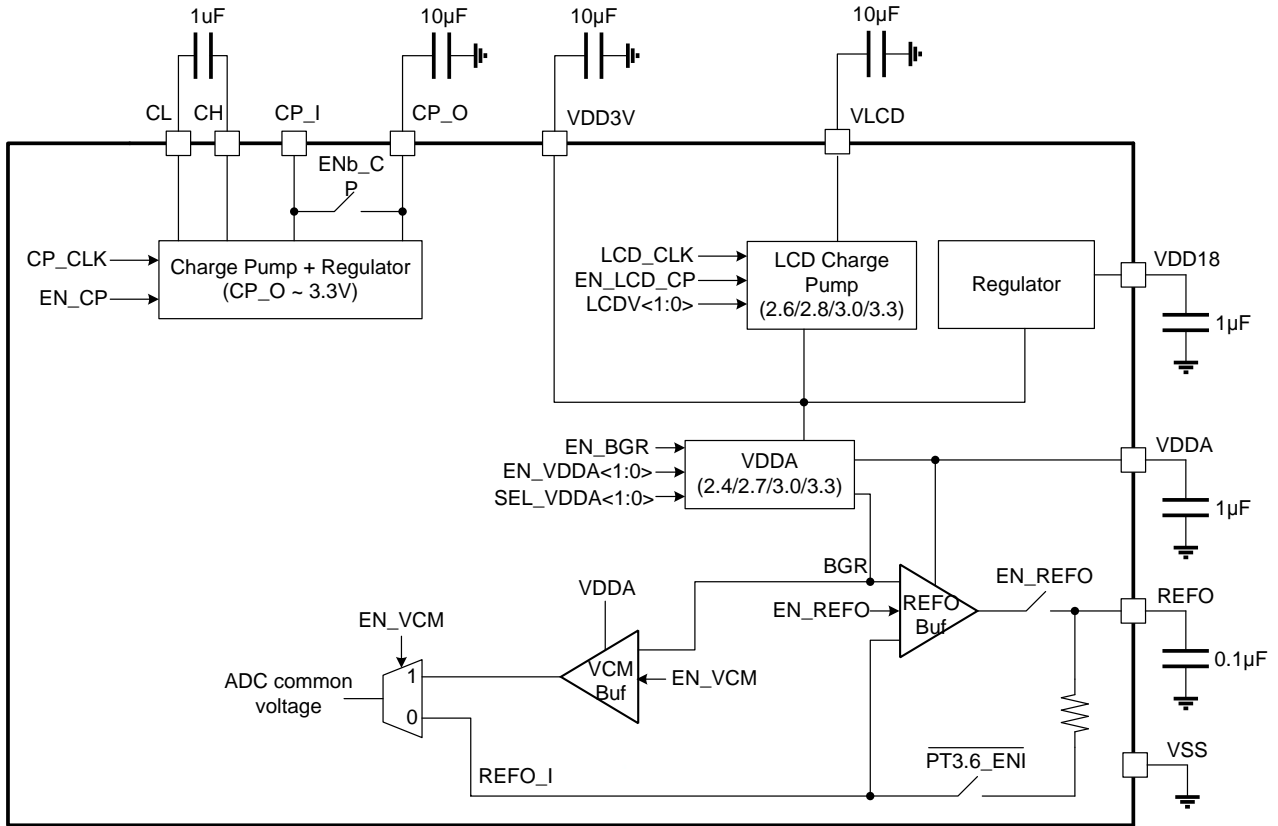 1uF
10µF
10µF
10µF
CL
CH
CP_I
CP_O
VDD3V
VLCD
ENb_C
P
CP_CLK
EN_CP
Charge Pump + Regulator
(CP_O ~ 3.3V)
LCD_CLK
EN_LCD_CP
LCDV<1:0>
LCD Charge
Pump
(2.6/2.8/3.0/3.3)
Regulator
VDD18
1µF
EN_BGR
EN_VDDA<1:0>
SEL_VDDA<1:0>
VDDA
(2.4/2.7/3.0/3.3)
VDDA
1µF
BGR
EN_REFO
REFO
Buf
EN_REFO
REFO
0.1µF
VDDA
EN_VCM
VCM
Buf
EN_VCM
ADC common
voltage
1
0
REFO_I
PT3.6_ENI
VSS